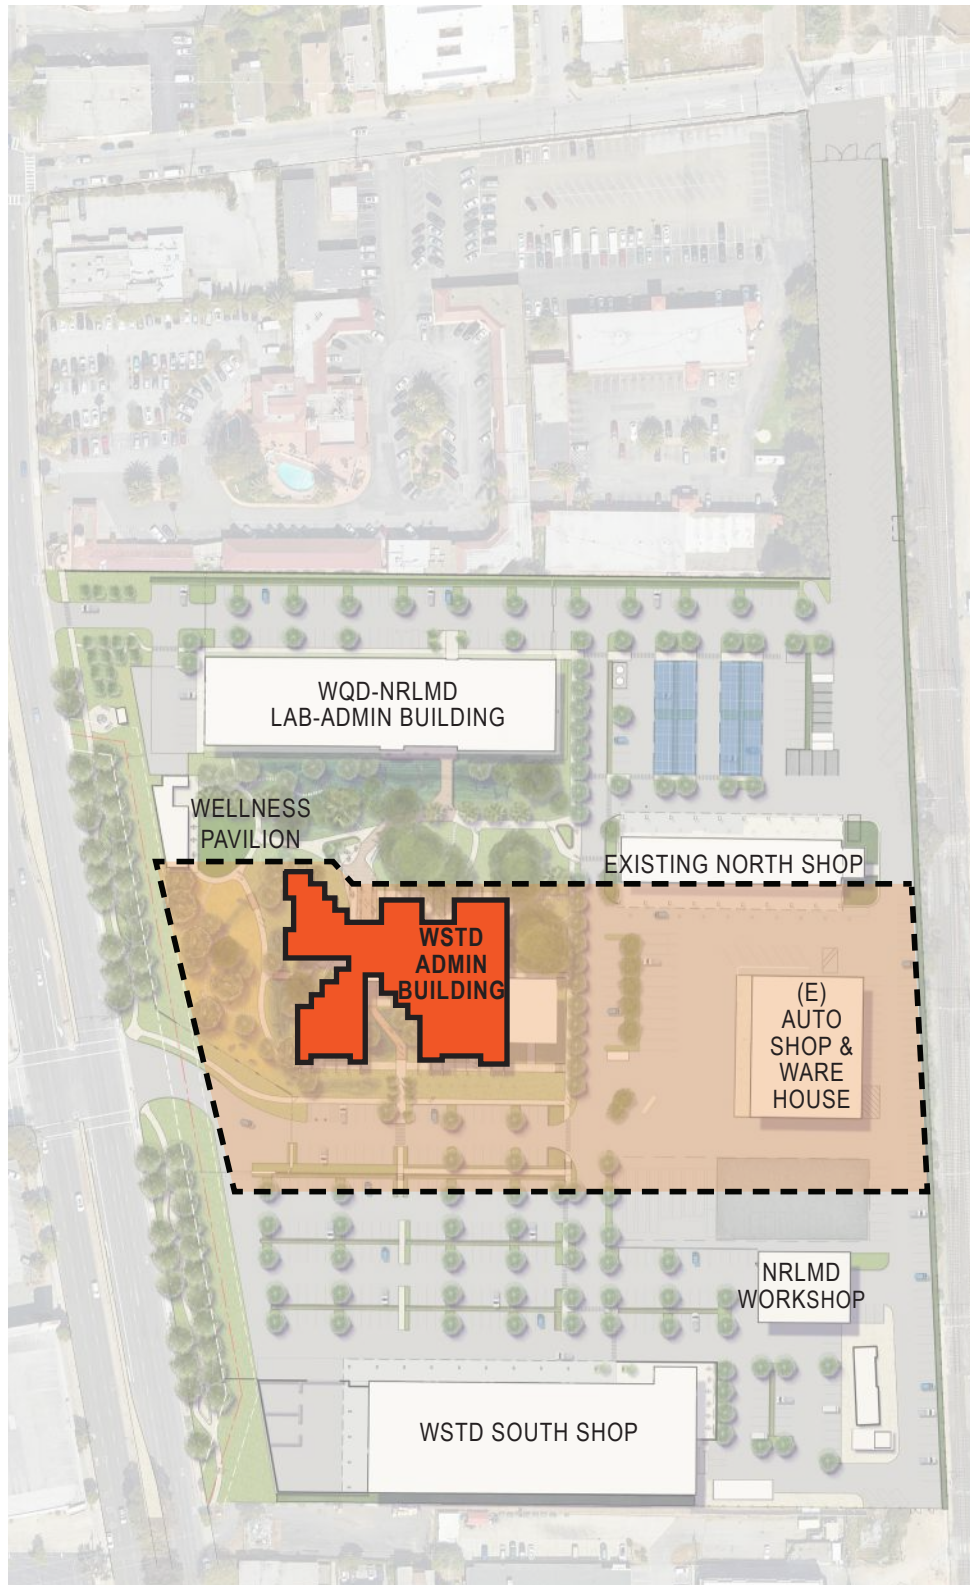 WQD-NRLMD
LAB-ADMIN BUILDING
WELLNESS
PAVILION
EXISTING NORTH SHOP
WSTD
ADMIN
BUILDING
(E)
AUTO
SHOP &
WARE
HOUSE
NRLMD
WORKSHOP
WSTD SOUTH SHOP